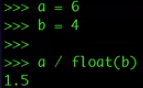 >>> a = 6
>>> b = 4
>>>
>>> a / float(b)
1.5